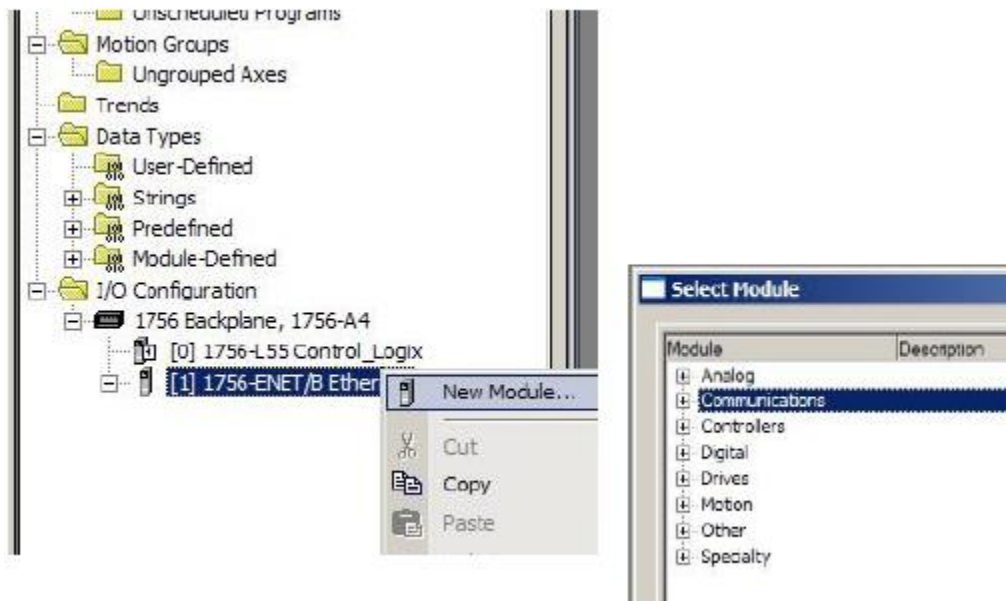 Unscheduled Programs
Motion Groups
Ungrouped Axes
Trends
Data Types
User-Defined
Strings
Predefined
Module-Defined
I/O Configuration
1756 Backplane, 1756-A4
[0] 1756-L55 Control_Logix
[1] 1756-ENET/B Ether
New Module...
Cut
Copy
Paste
Select Module
Module Description
Analog
Communications
Controllers
Digital
Drives
Motion
Other
Specialty